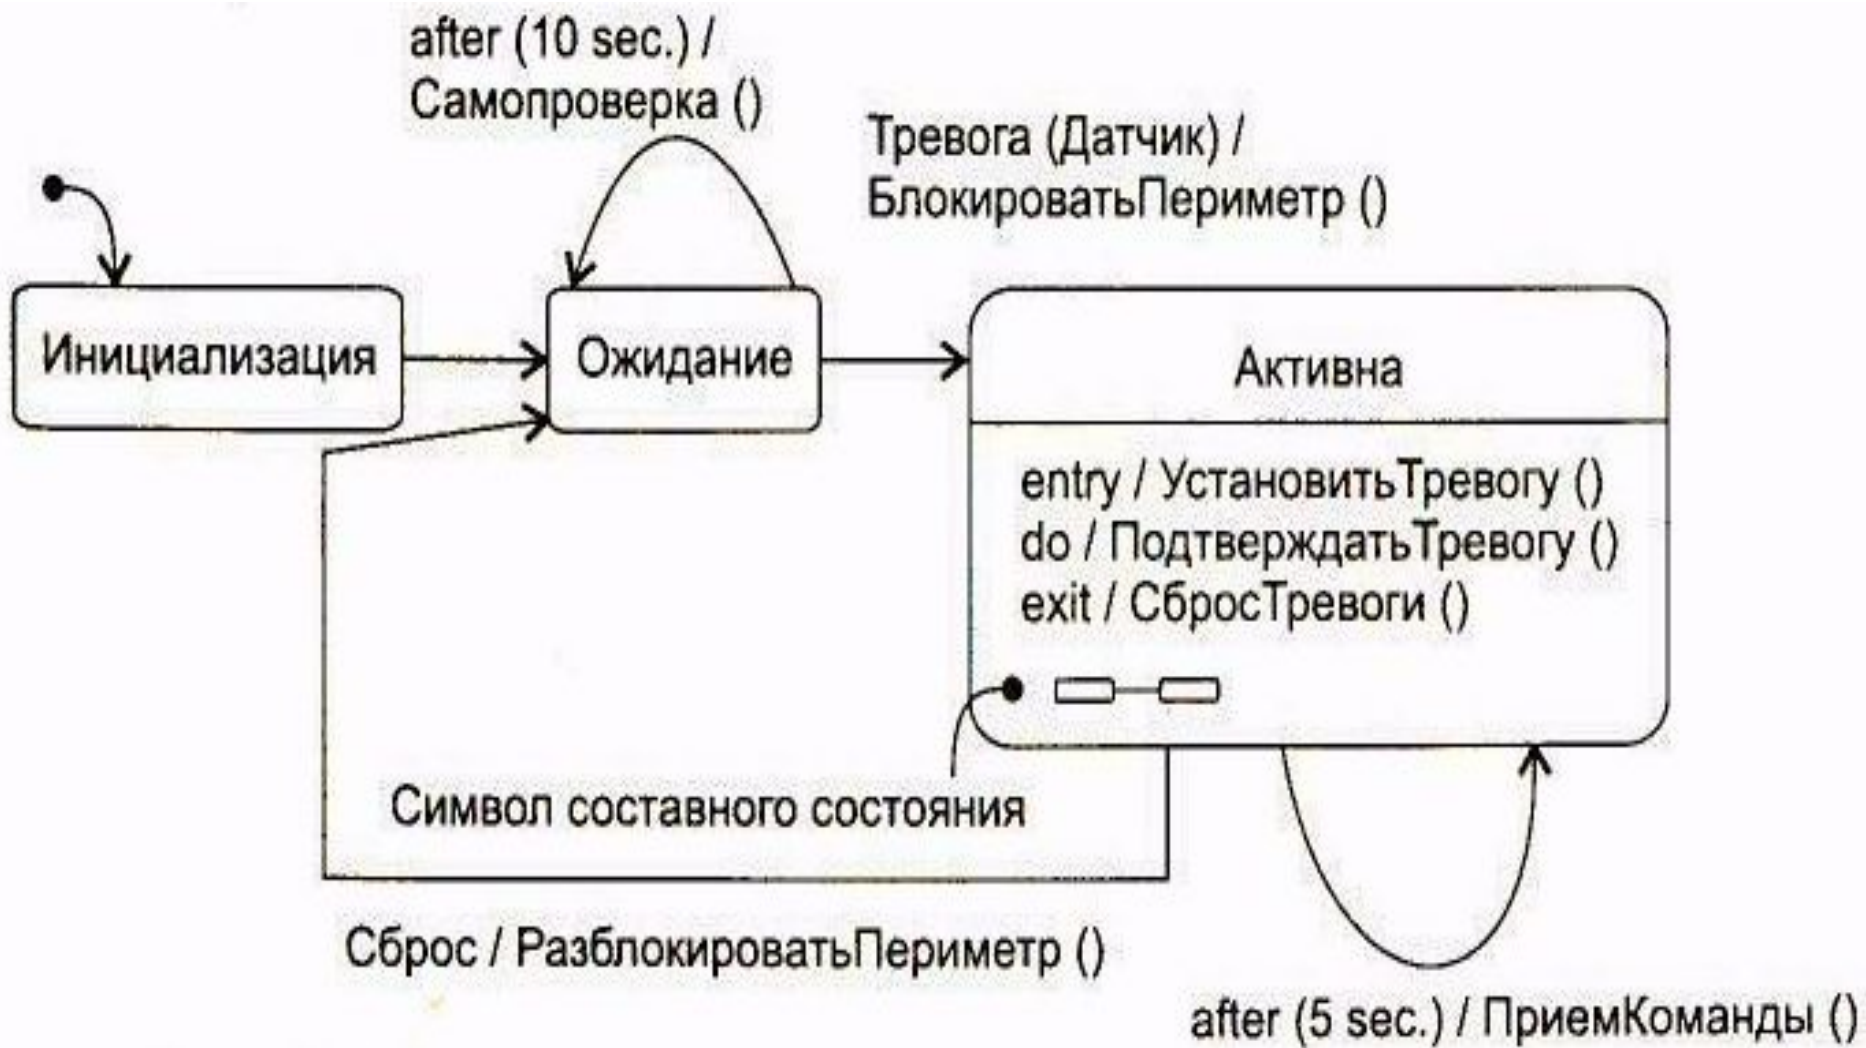 after (10 sec.) /
Самопроверка ()
Тревога (Датчик) /
БлокироватьПериметр ()
Инициализация
Ожидание
Активна
entry / УстановитьТревогу ()
do / ПодтверждатьТревогу ()
exit / СбросТревоги ()
Символ составного состояния
Сброс / РазблокироватьПериметр ()
after (5 sec.) / ПриемКоманды ()